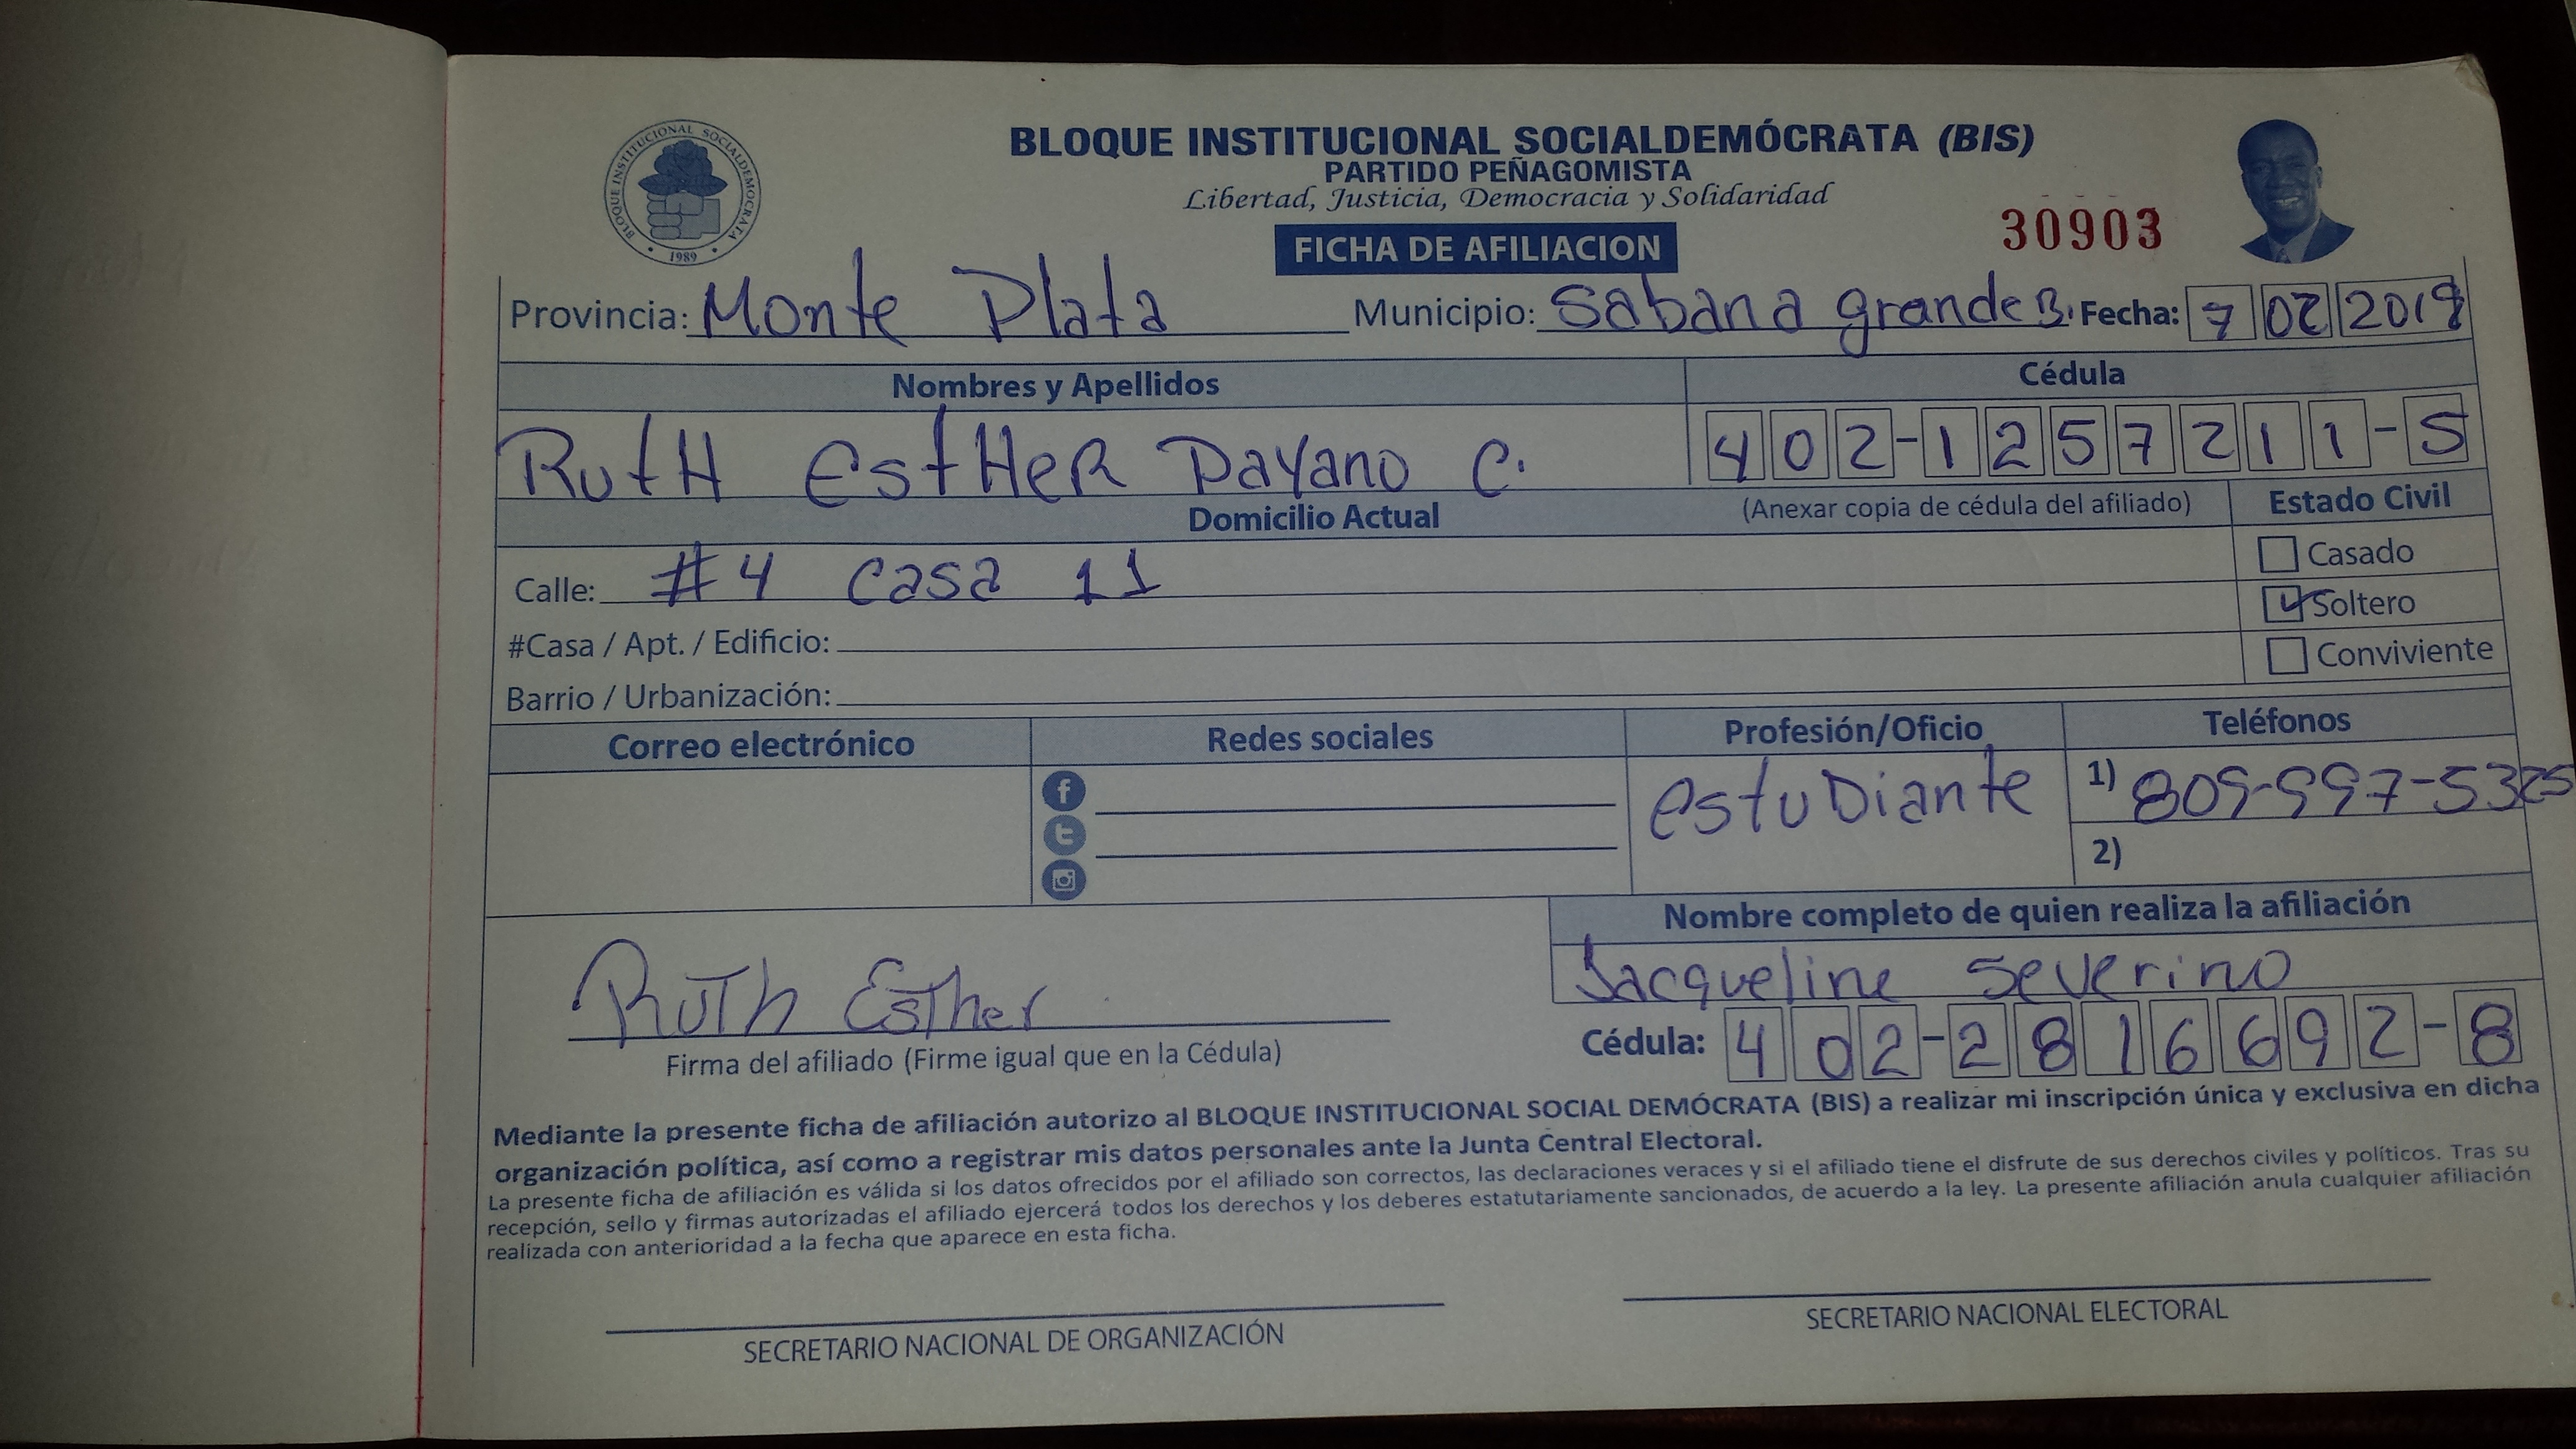 BLOQUE INSTITUCIONAL SOCIALDEMOCRATA
1989
BLOQUE INSTITUCIONAL SOCIALDEMÓCRATA (BIS)
PARTIDO PEÑAGOMISTA
Libertad, Justicia, Democracia y Solidaridad
30903
FICHA DE AFILIACION
Provincia: Monte Plata Municipio: Sabana grande B. Fecha: 7 02 2019
Nombres y Apellidos Cédula
RutH EstHeR Payano C. 402-1257211-5
Domicilio Actual (Anexar copia de cédula del afiliado) Estado Civil
Calle: #4 casa 11 Casado
Soltero
#Casa / Apt. / Edificio: Conviviente
Barrio / Urbanización:
Correo electrónico Redes sociales Profesión/Oficio Teléfonos
estuDiante 1) 809-997-5325
2)
Nombre completo de quien realiza la afiliación
Jacqueline Severino
Ruth Esther
Firma del afiliado (Firme igual que en la Cédula) Cédula: 402-2816692-8
Mediante la presente ficha de afiliación autorizo al BLOQUE INSTITUCIONAL SOCIAL DEMÓCRATA (BIS) a realizar mi inscripción única y exclusiva en dicha
organización política, así como a registrar mis datos personales ante la Junta Central Electoral.
La presente ficha de afiliación es válida si los datos ofrecidos por el afiliado son correctos, las declaraciones veraces y si el afiliado tiene el disfrute de sus derechos civiles y políticos. Tras su
recepción, sello y firmas autorizadas el afiliado ejercerá todos los derechos y los deberes estatutariamente sancionados, de acuerdo a la ley. La presente afiliación anula cualquier afiliación
realizada con anterioridad a la fecha que aparece en esta ficha.
SECRETARIO NACIONAL DE ORGANIZACIÓN SECRETARIO NACIONAL ELECTORAL